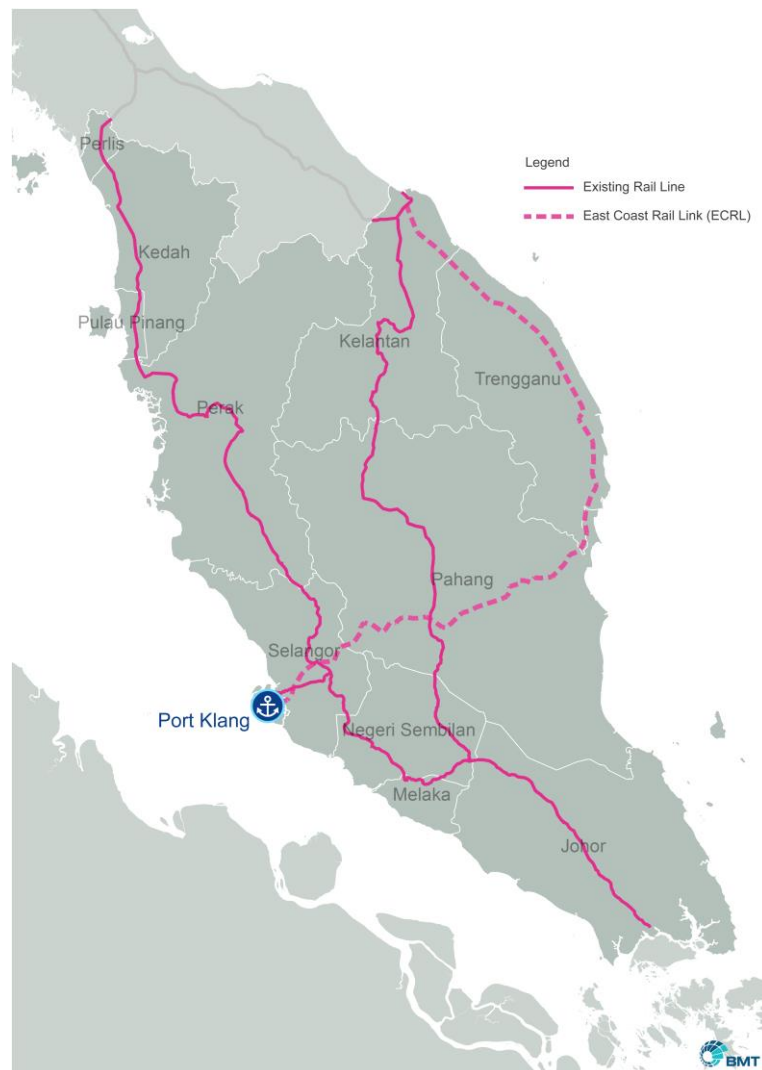 Perlis
Legend
Existing Rail Line
East Coast Rail Link (ECRL)
Kedah
Pulau Pinang
Kelantan
Trengganu
Perak
Pahang
Selangor
Port Klang
Negeri Sembilan
Melaka
Johor
BMT